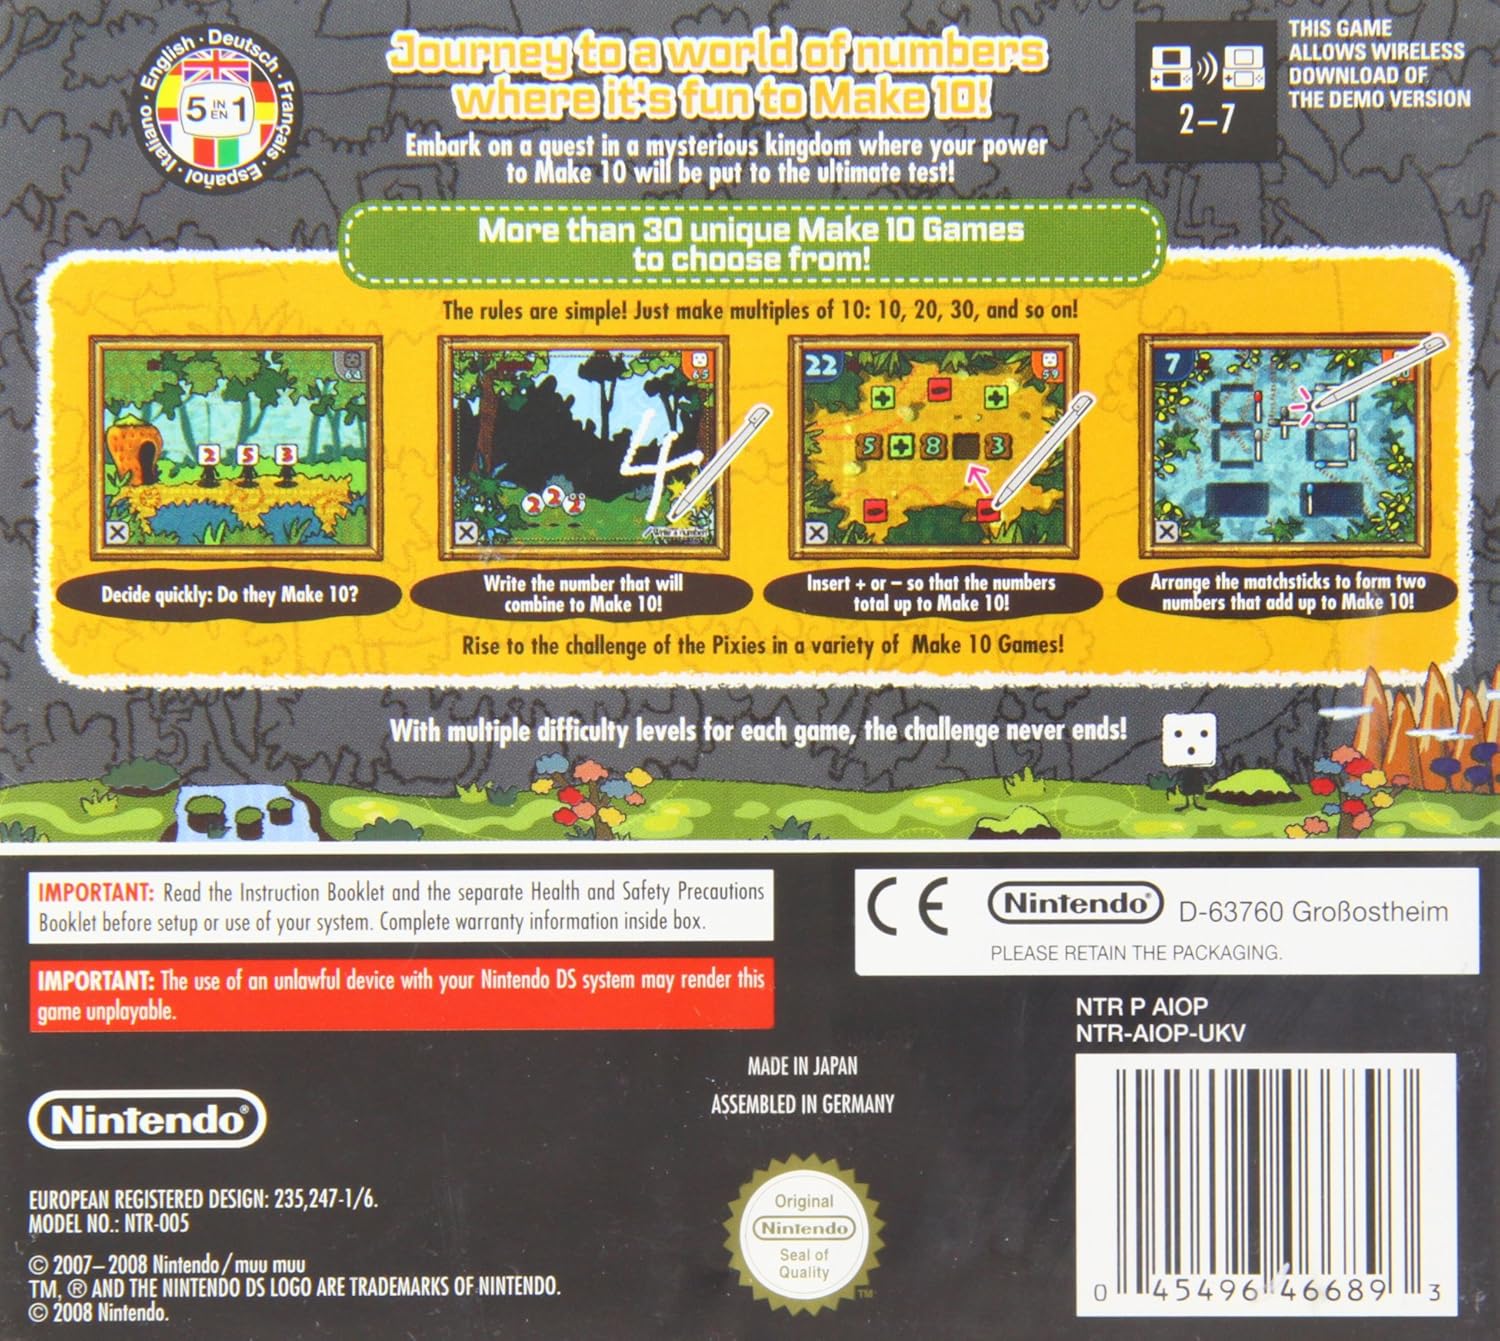 English · Deutsch · Français · Español · Italiano ·
5 IN EN 1
Journey to a world of numbers
where it's fun to Make 10!
Embark on a quest in a mysterious kingdom where your power
to Make 10 will be put to the ultimate test!
2–7
THIS GAME
ALLOWS WIRELESS
DOWNLOAD OF
THE DEMO VERSION
More than 30 unique Make 10 Games
to choose from!
The rules are simple! Just make multiples of 10: 10, 20, 30, and so on!
64
2 5 3
X
65
4
2 2 2
X
Write a number!
22
59
+ - +
5 + 8 3
- -
X
7
X
Decide quickly: Do they Make 10?
Write the number that will
combine to Make 10!
Insert + or – so that the numbers
total up to Make 10!
Arrange the matchsticks to form two
numbers that add up to Make 10!
Rise to the challenge of the Pixies in a variety of Make 10 Games!
With multiple difficulty levels for each game, the challenge never ends!
IMPORTANT: Read the Instruction Booklet and the separate Health and Safety Precautions
Booklet before setup or use of your system. Complete warranty information inside box.
IMPORTANT: The use of an unlawful device with your Nintendo DS system may render this
game unplayable.
CE Nintendo® D-63760 Großostheim
PLEASE RETAIN THE PACKAGING.
NTR P AIOP
NTR-AIOP-UKV
MADE IN JAPAN
ASSEMBLED IN GERMANY
Nintendo®
EUROPEAN REGISTERED DESIGN: 235,247-1/6.
MODEL NO.: NTR-005
© 2007–2008 Nintendo / muu muu
TM, ® AND THE NINTENDO DS LOGO ARE TRADEMARKS OF NINTENDO.
© 2008 Nintendo.
Original
Nintendo
Seal of
Quality
TM
0 45496 46689 3